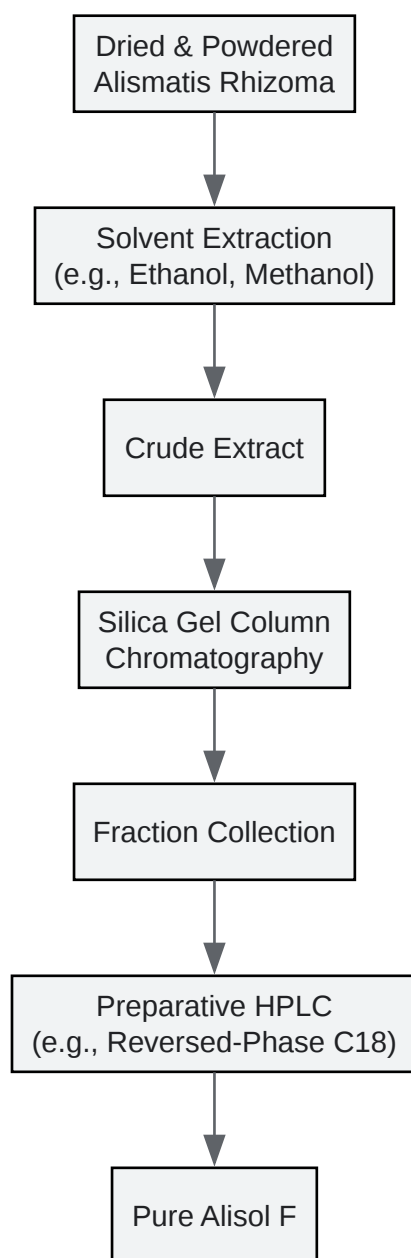 Dried & Powdered
Alismatis Rhizoma
Solvent Extraction
(e.g., Ethanol, Methanol)
Crude Extract
Silica Gel Column
Chromatography
Fraction Collection
Preparative HPLC
(e.g., Reversed-Phase C18)
Pure Alisol F